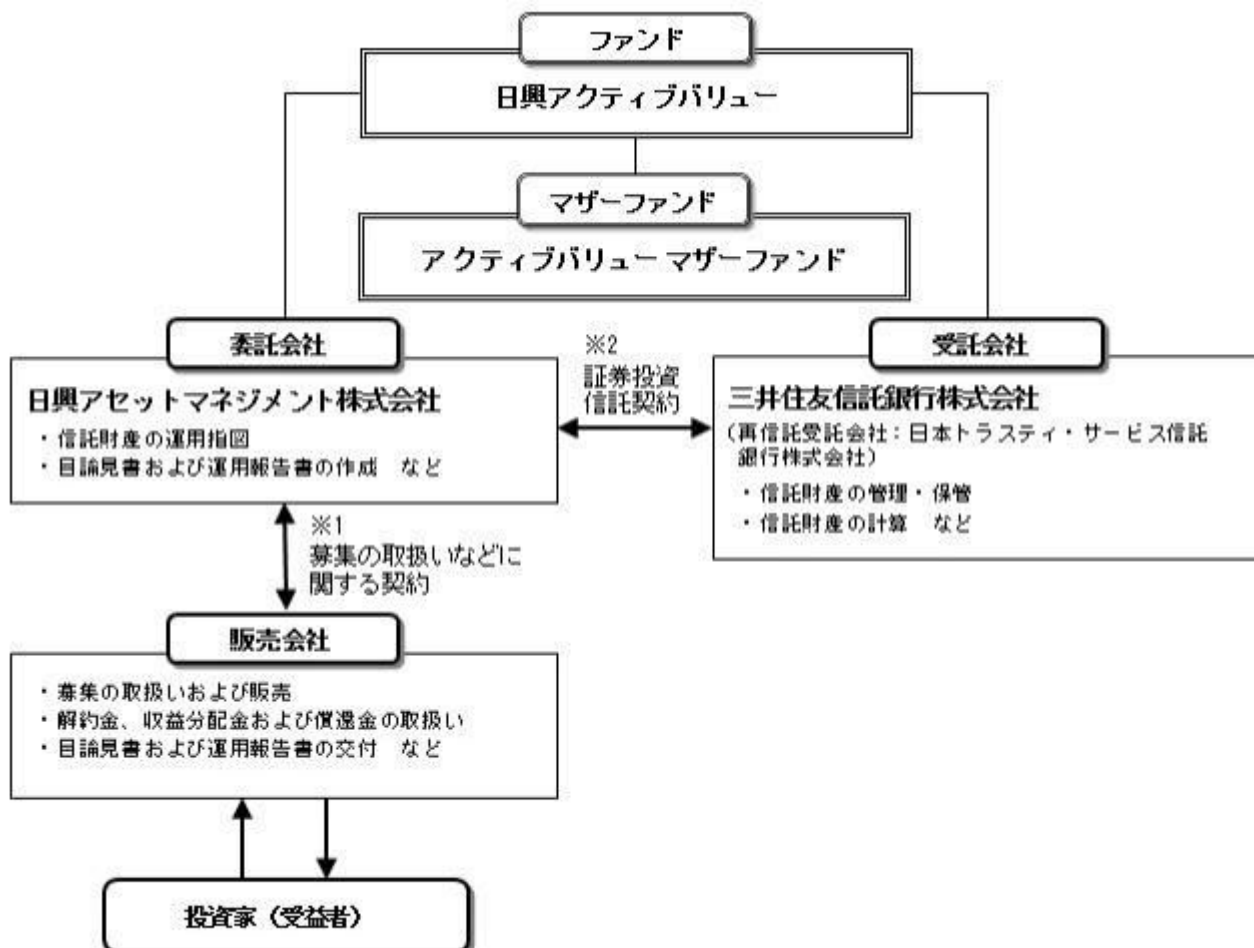 ファンド
日興アクティブバリュー
マザーファンド
アクティブバリュー マザーファンド
委託会社
日興アセットマネジメント株式会社
・信託財産の運用指図
・目論見書および運用報告書の作成 など
※2
証券投資
信託契約
受託会社
三井住友信託銀行株式会社
(再信託受託会社:日本トラスティ・サービス信託
銀行株式会社)
・信託財産の管理・保管
・信託財産の計算 など
※1
募集の取扱いなどに
関する契約
販売会社
・募集の取扱いおよび販売
・解約金、収益分配金および償還金の取扱い
・目論見書および運用報告書の交付 など
投資家(受益者)